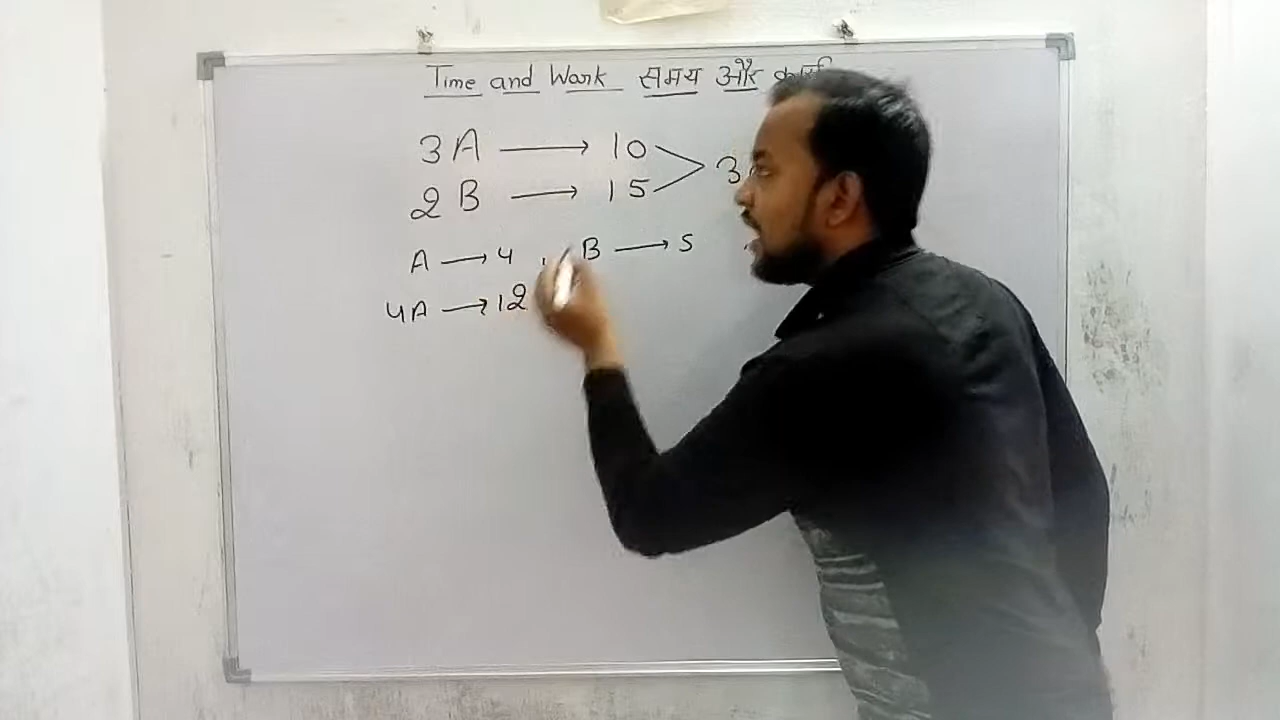 Time and Work समय और कार्य
3A → 10
2B → 15 > 3
A → 4 , B → 5
4A → 12